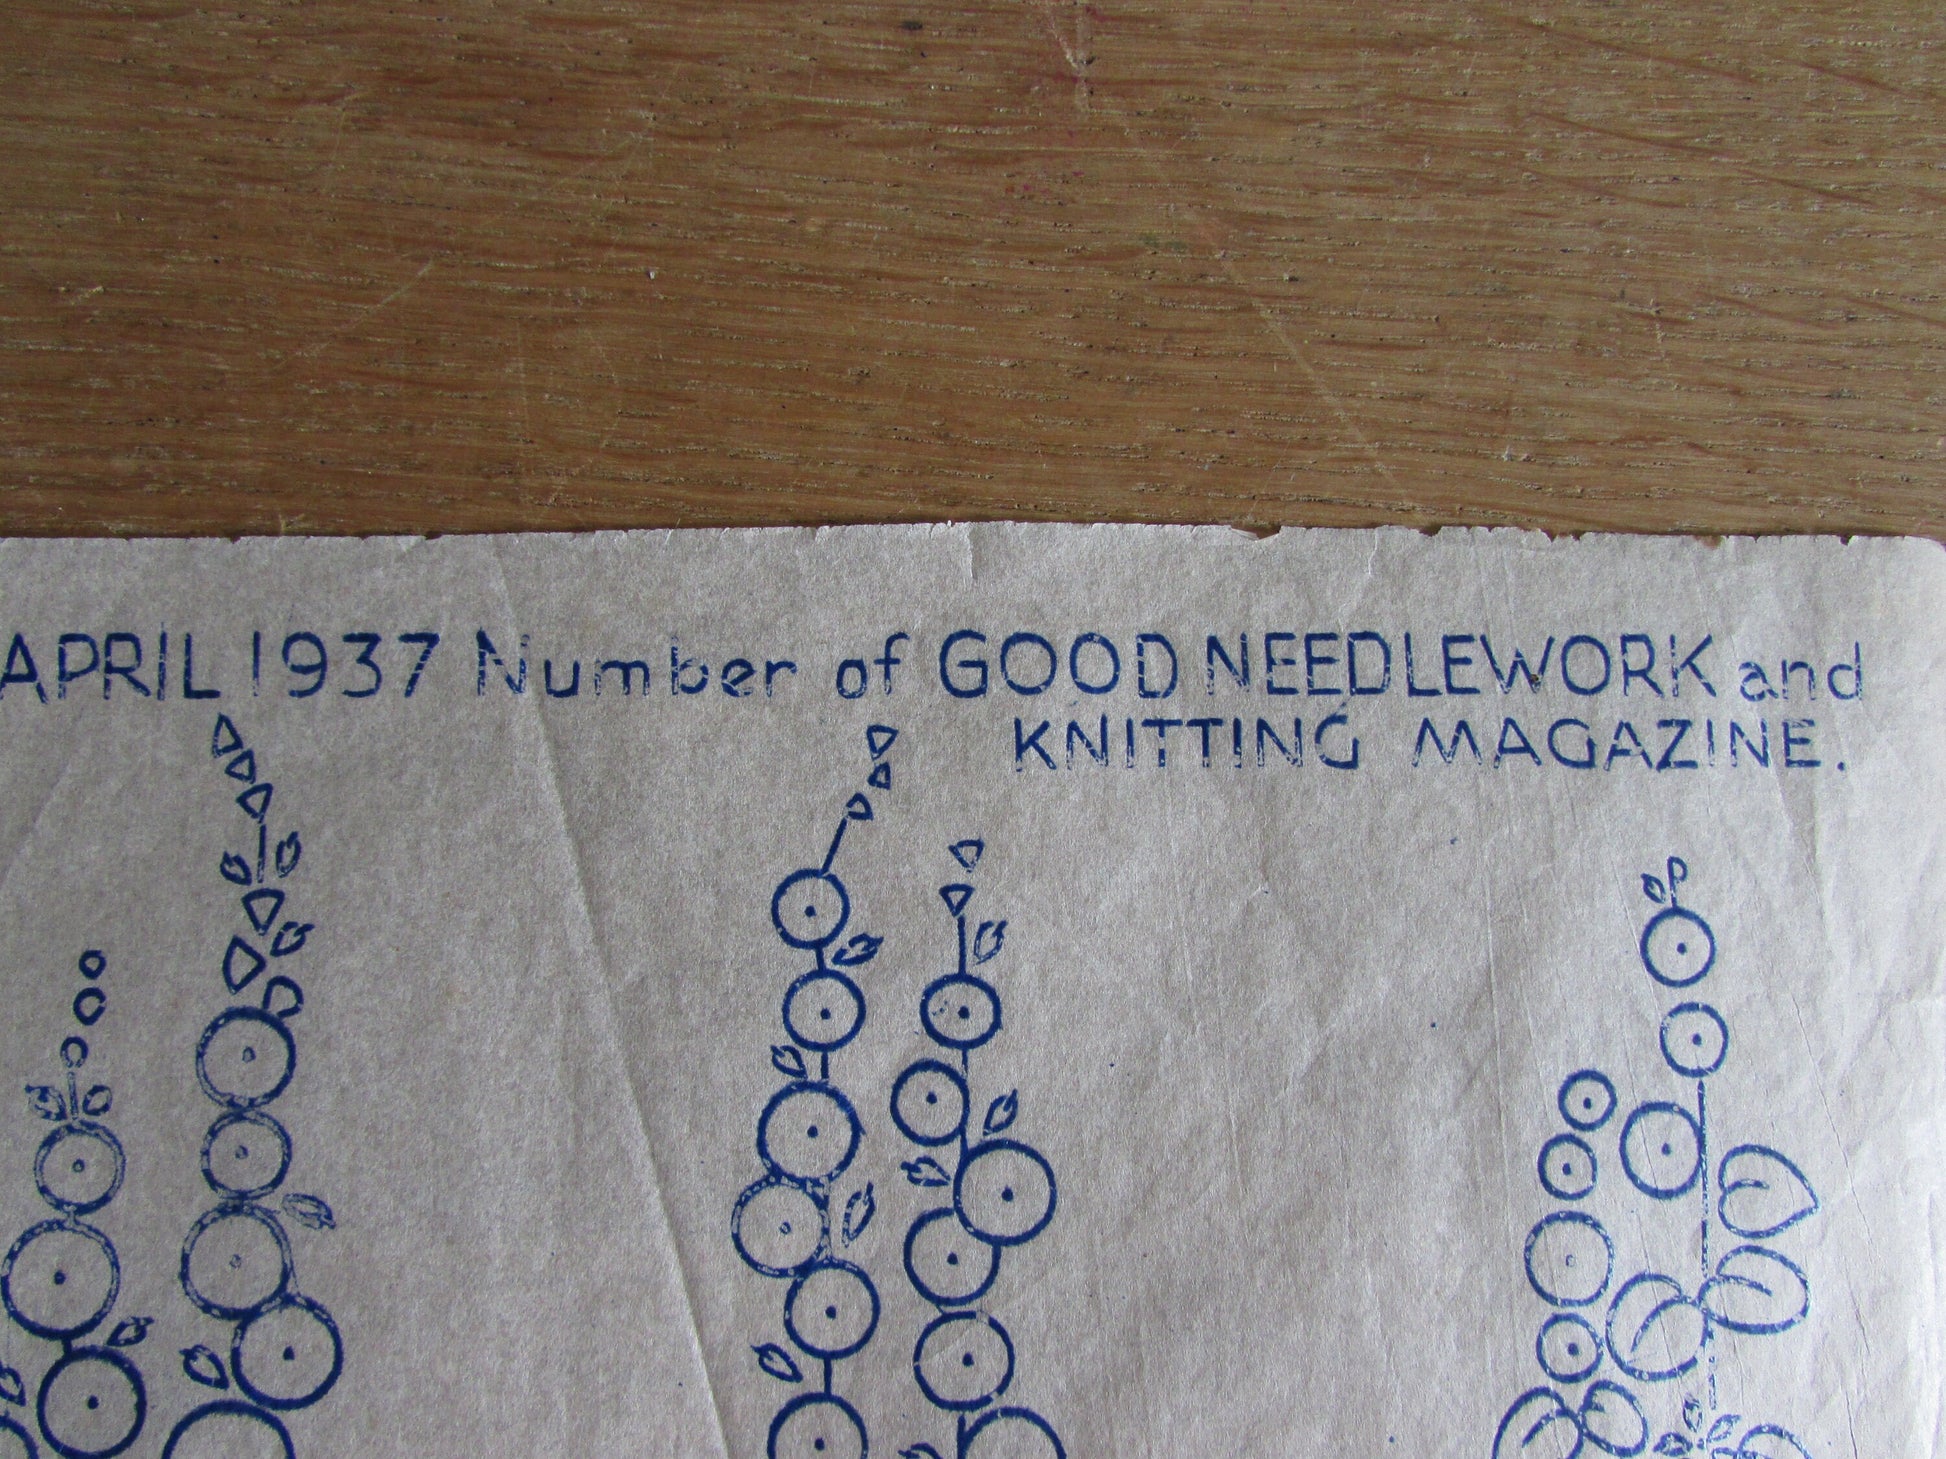 APRIL 1937 Number of GOOD NEEDLEWORK and
KNITTING MAGAZINE.